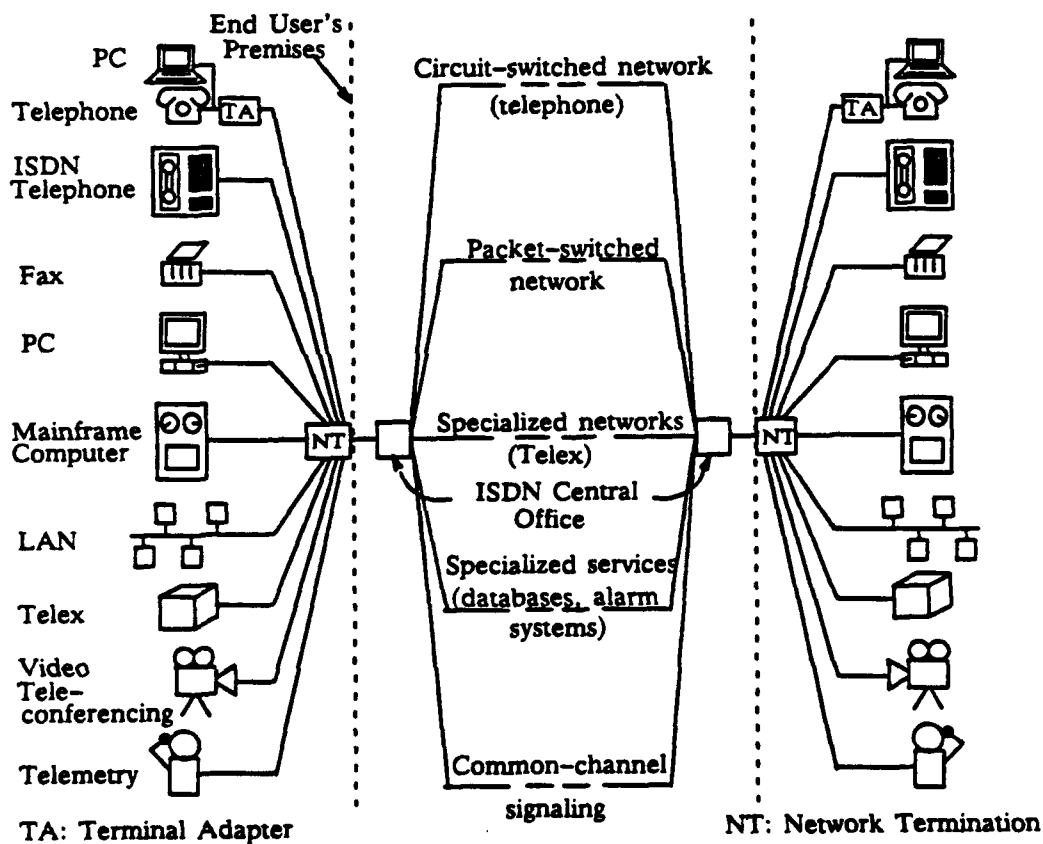 End User's
Premises
PC
Telephone
TA
ISDN
Telephone
Fax
PC
Mainframe
Computer
NT
LAN
Telex
Video
Tele-
conferencing
Telemetry
Circuit-switched network
(telephone)
Packet-switched
network
Specialized networks
(Telex)
ISDN Central
Office
Specialized services
(databases, alarm
systems)
Common-channel
signaling
TA
NT
TA: Terminal Adapter
NT: Network Termination